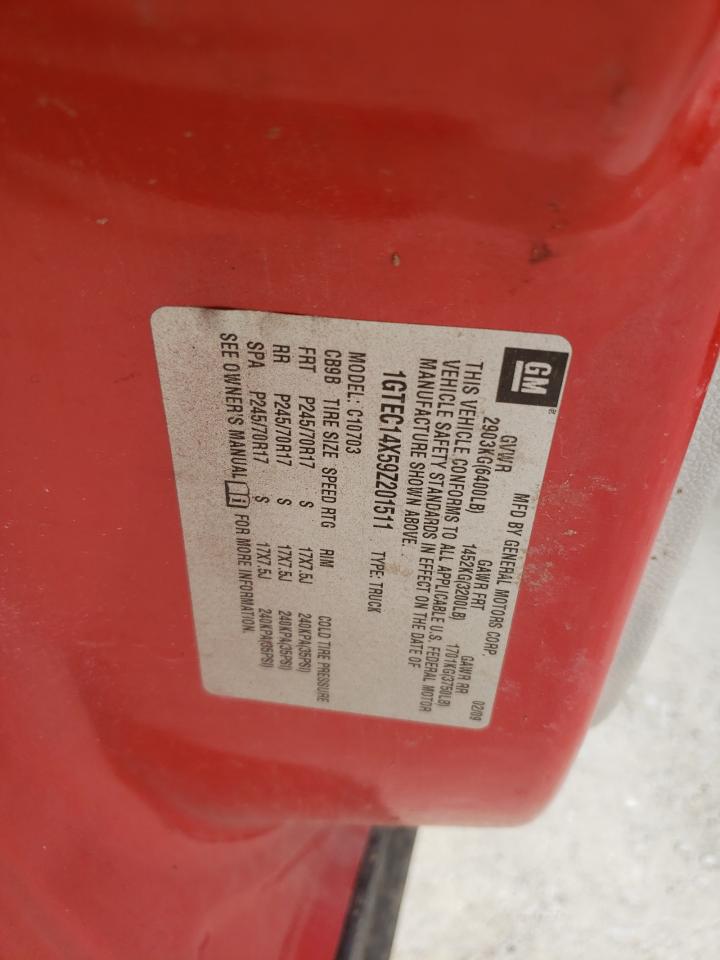 GM®
MFD BY GENERAL MOTORS CORP.
02/09
GVWR GAWR FRT GAWR RR
2903KG(6400LB) 1452KG(3200LB) 1701KG(3750LB)
THIS VEHICLE CONFORMS TO ALL APPLICABLE U.S. FEDERAL MOTOR
VEHICLE SAFETY STANDARDS IN EFFECT ON THE DATE OF
MANUFACTURE SHOWN ABOVE.
1GTEC14X59Z201511 TYPE: TRUCK
MODEL: C10703
CB9B TIRE SIZE SPEED RTG RIM COLD TIRE PRESSURE
FRT P245/70R17 S 17X7.5J 240KPA(35PSI)
RR P245/70R17 S 17X7.5J 240KPA(35PSI)
SPA P245/70R17 S 17X7.5J 240KPA(35PSI)
SEE OWNER'S MANUAL FOR MORE INFORMATION.